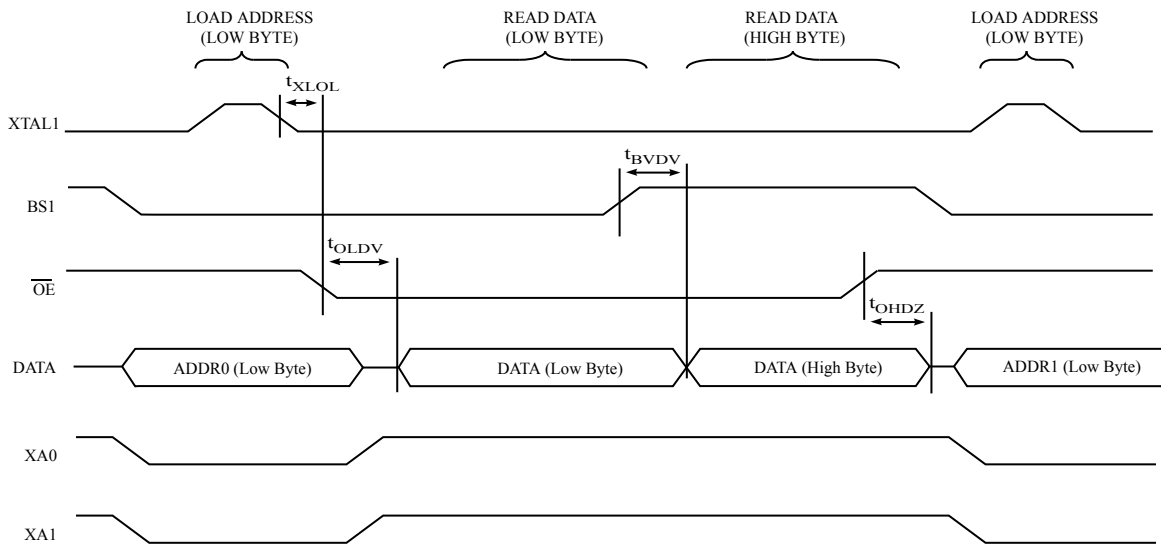 LOAD ADDRESS
(LOW BYTE)
READ DATA
(LOW BYTE)
READ DATA
(HIGH BYTE)
LOAD ADDRESS
(LOW BYTE)
tXLOL
XTAL1
tBVDV
BS1
tOLDV
OE
tOHDZ
DATA
ADDR0 (Low Byte)
DATA (Low Byte)
DATA (High Byte)
ADDR1 (Low Byte)
XA0
XA1